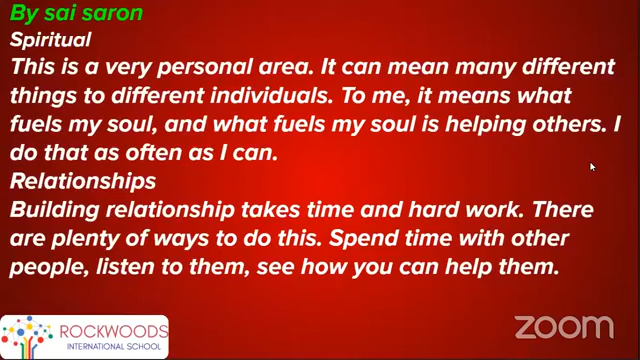 By sai saron
Spiritual
This is a very personal area. It can mean many different
things to different individuals. To me, it means what
fuels my soul, and what fuels my soul is helping others. I
do that as often as I can.
Relationships
Building relationship takes time and hard work. There
are plenty of ways to do this. Spend time with other
people, listen to them, see how you can help them.
ROCKWOODS
INTERNATIONAL SCHOOL
zoom